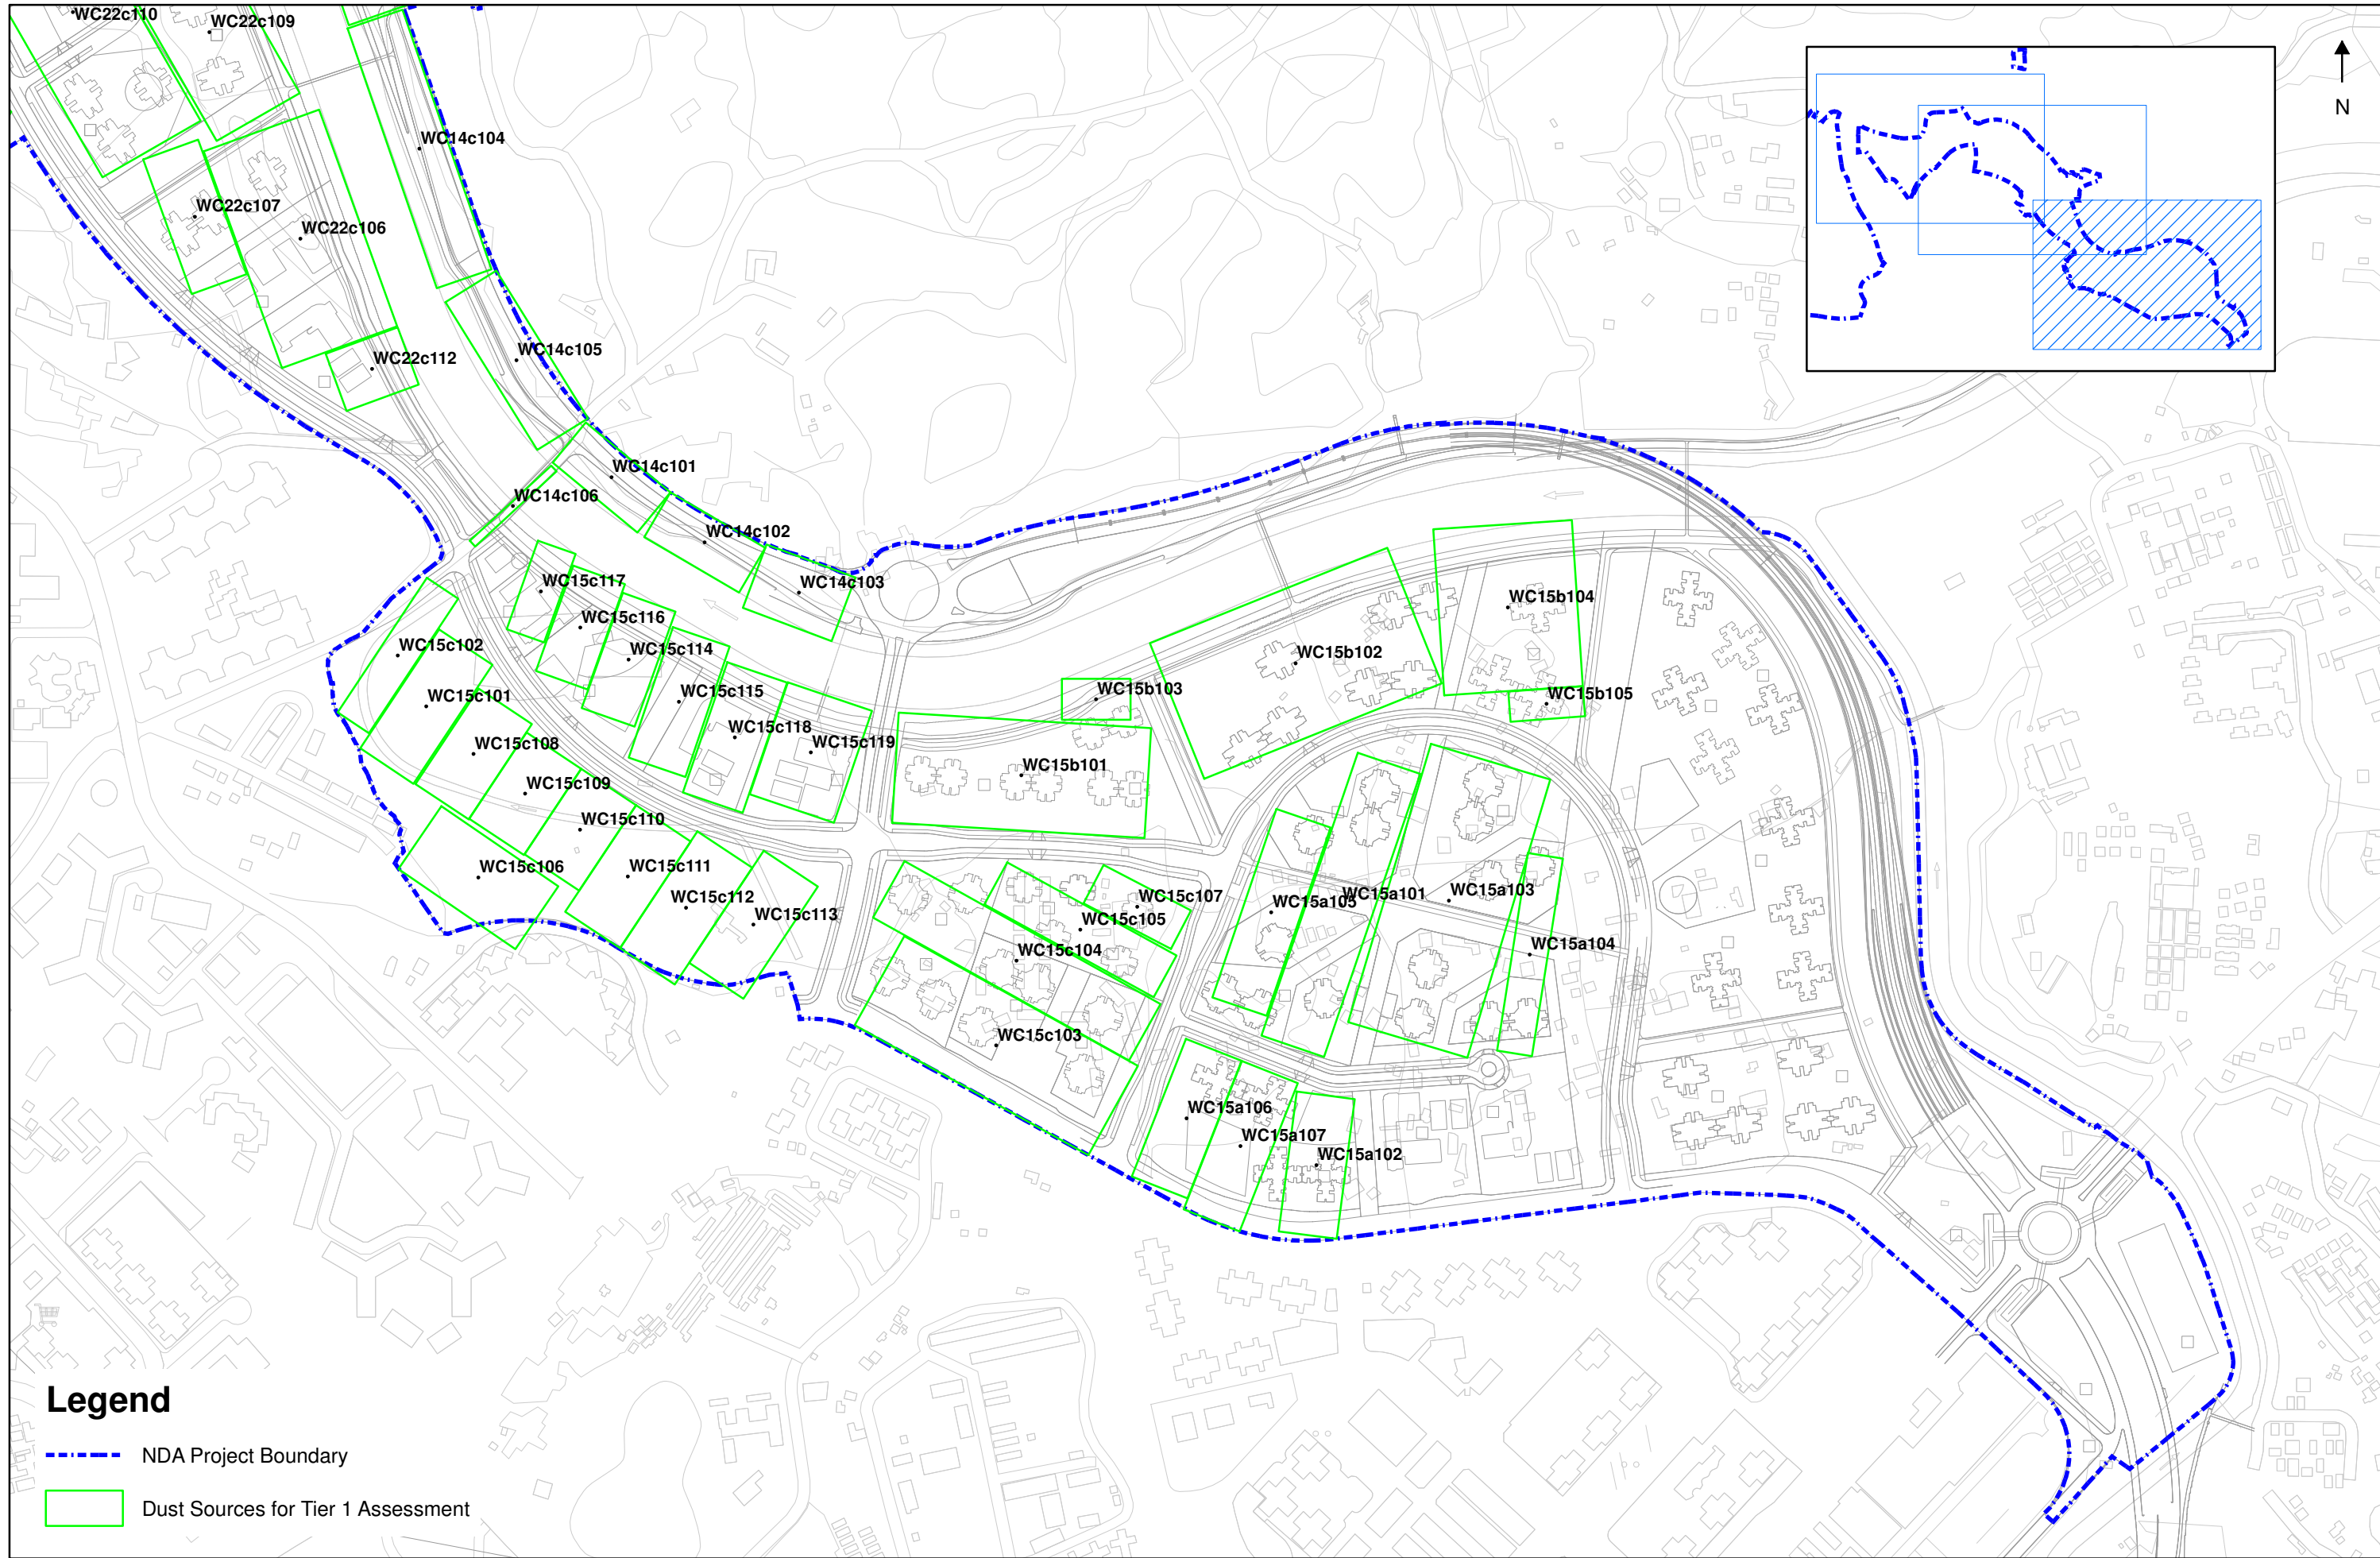 WC22c110
WC22c109
N
WC14c104
WC22c107
WC22c106
WC14c105
WC22c112
WC14c101
WC14c106
WC14c102
WC14c103
WC15c117
WC15b104
WC15c116
WC15c102
WC15c114
WC15b102
WC15c101
WC15c115
WC15b103
WC15b105
WC15c118
WC15c108
WC15c119
WC15b101
WC15c109
WC15c110
WC15c106
WC15c111
WC15c112
WC15c113
WC15c107
WC15c105
WC15a105
WC15a101
WC15a103
WC15c104
WC15a104
WC15c103
WC15a106
WC15a107
WC15a102
Legend
NDA Project Boundary
Dust Sources for Tier 1 Assessment